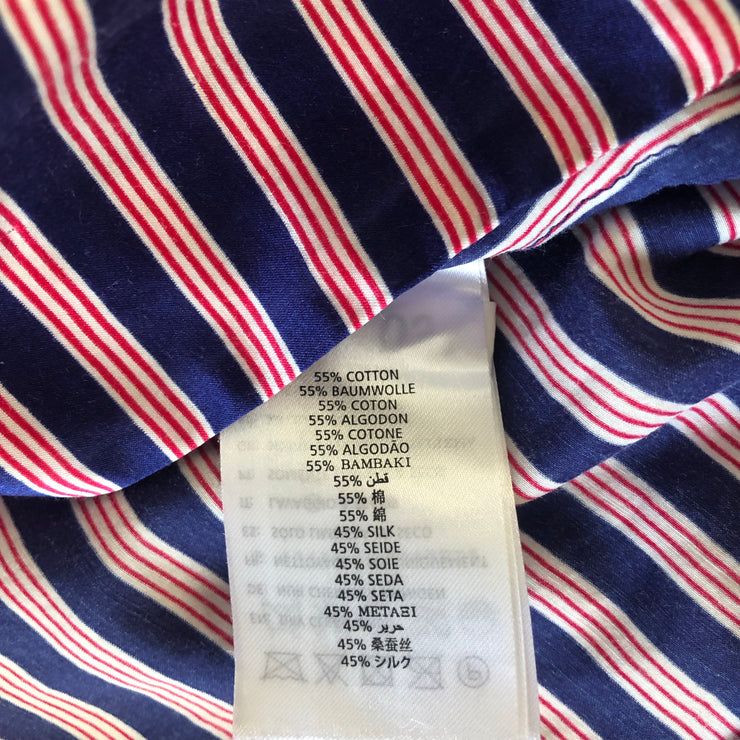 55% COTTON
55% BAUMWOLLE
55% COTON
55% ALGODON
55% COTONE
55% ALGODÃO
55% BAMBAKI
55% قطن
55% 棉
55% 綿
45% SILK
45% SEIDE
45% SOIE
45% SEDA
45% SETA
45% METAΞI
45% حرير
45% 桑蚕丝
45% シルク